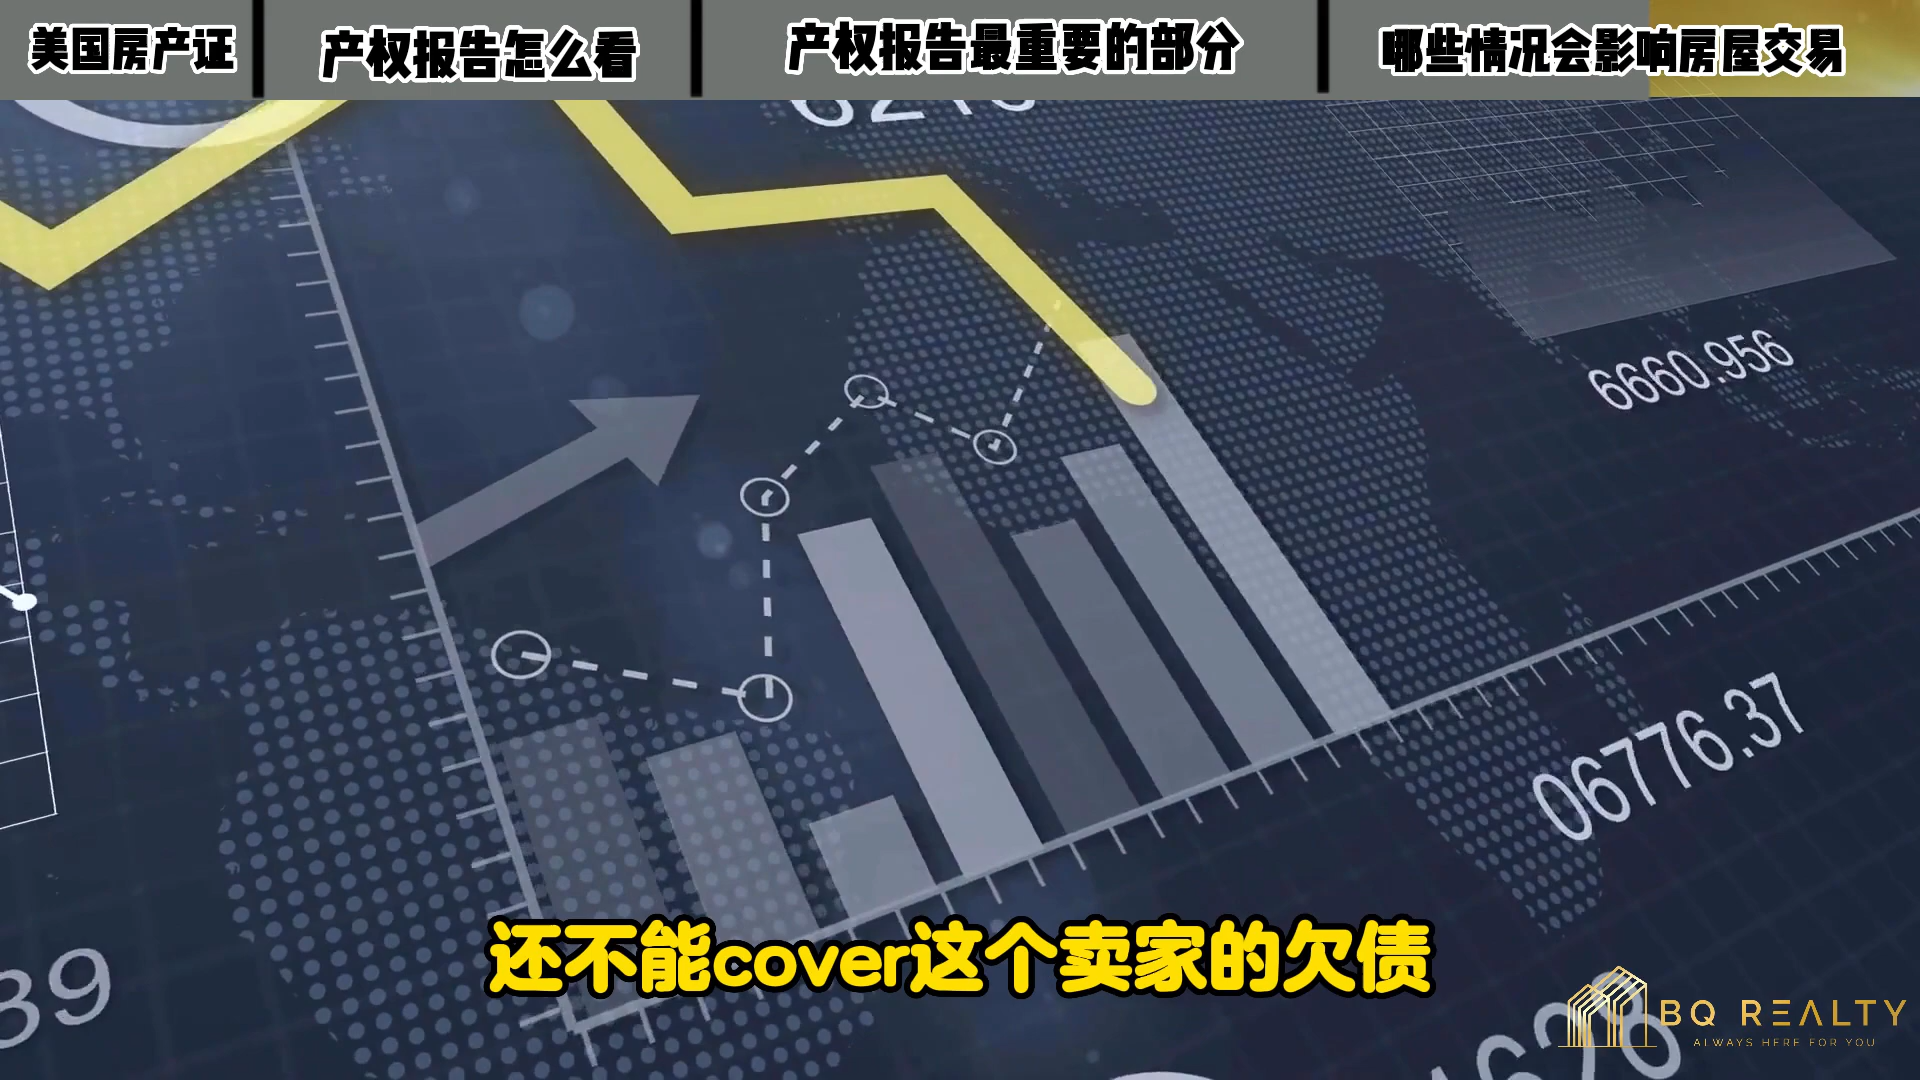 美国房产证
产权报告怎么看
产权报告最重要的部分
哪些情况会影响房屋交易
6660.956
06776.37
39
还不能cover这个卖家的欠债
BQ REALTY
ALWAYS HERE FOR YOU